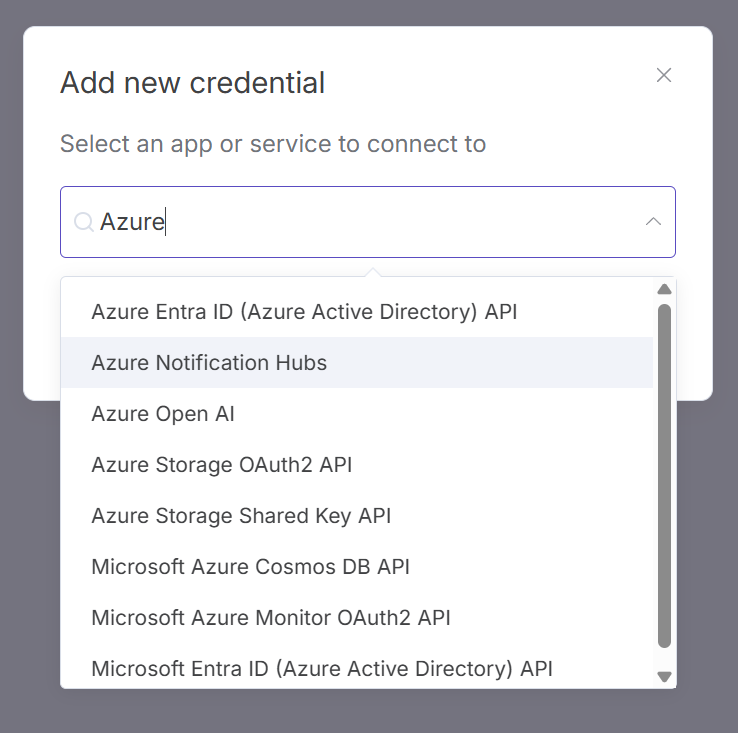 Add new credential
Select an app or service to connect to
Azure
Azure Entra ID (Azure Active Directory) API
Azure Notification Hubs
Azure Open AI
Azure Storage OAuth2 API
Azure Storage Shared Key API
Microsoft Azure Cosmos DB API
Microsoft Azure Monitor OAuth2 API
Microsoft Entra ID (Azure Active Directory) API